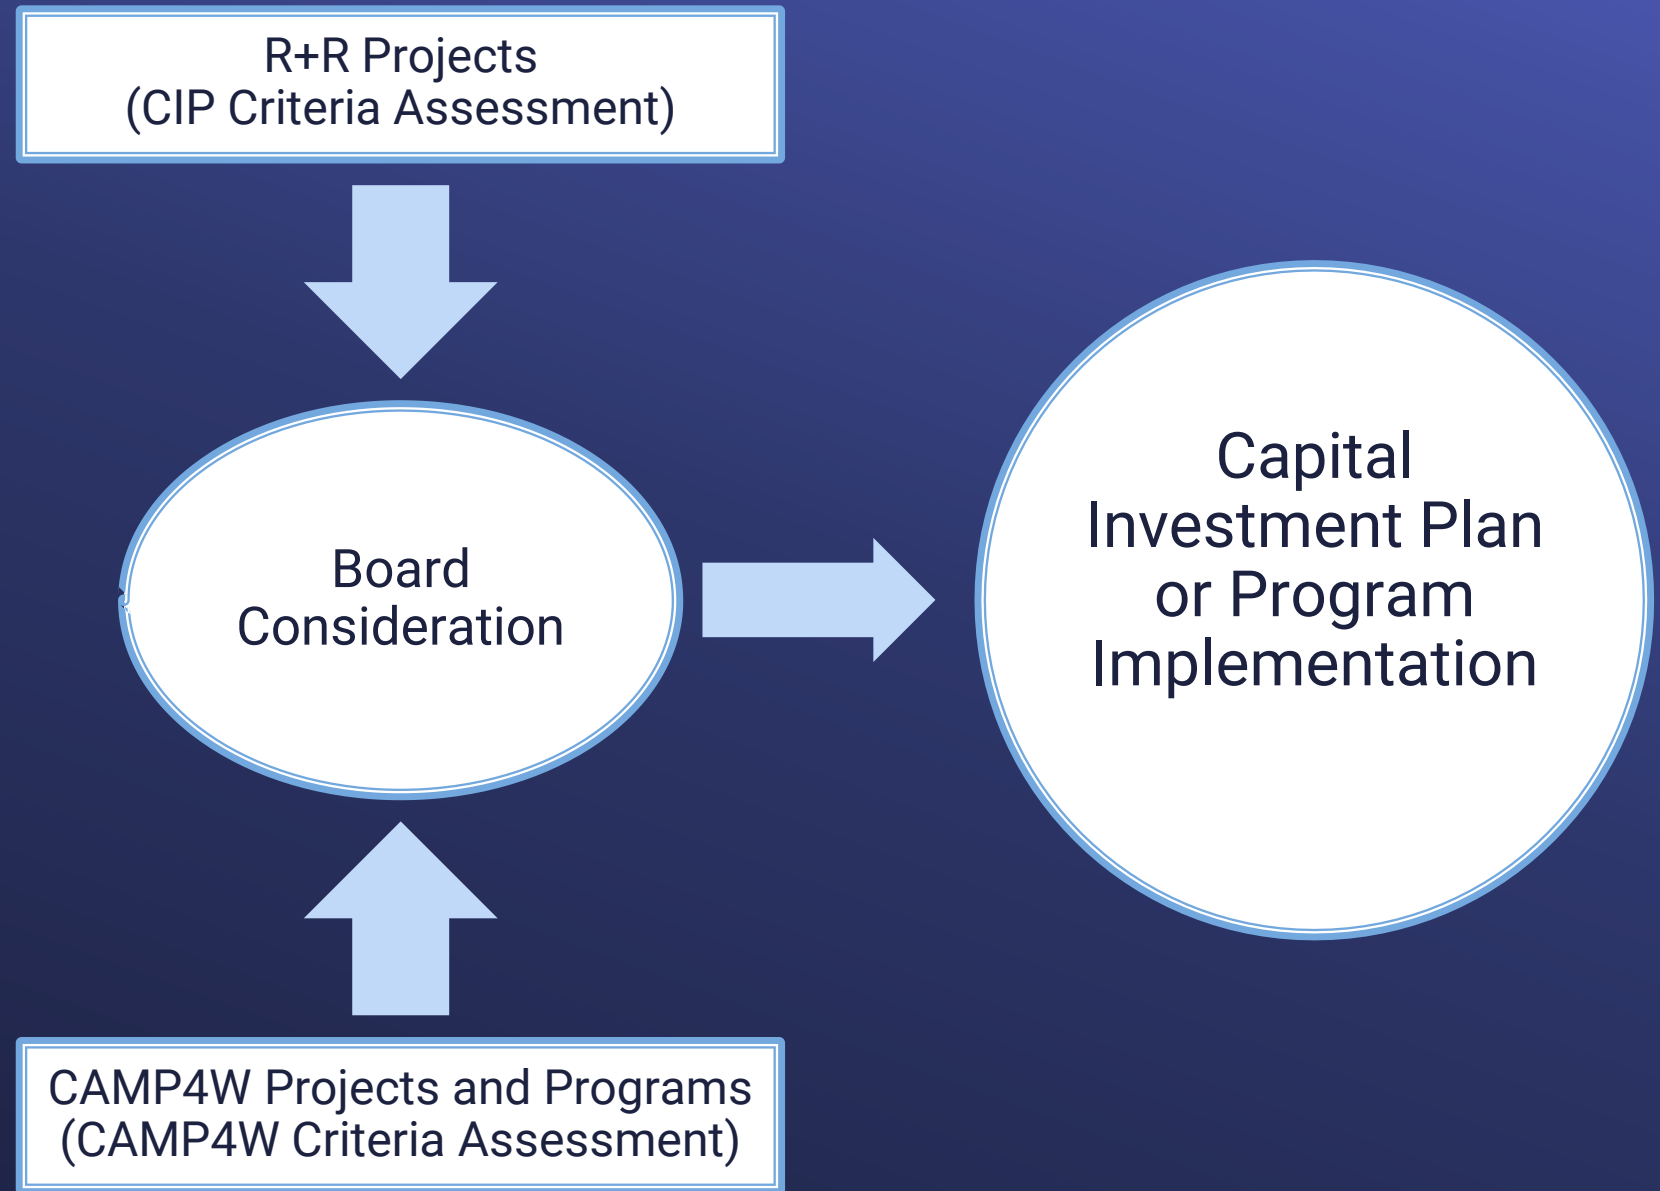 R+R Projects
(CIP Criteria Assessment)
Board
Consideration
Capital
Investment Plan
or Program
Implementation
CAMP4W Projects and Programs
(CAMP4W Criteria Assessment)